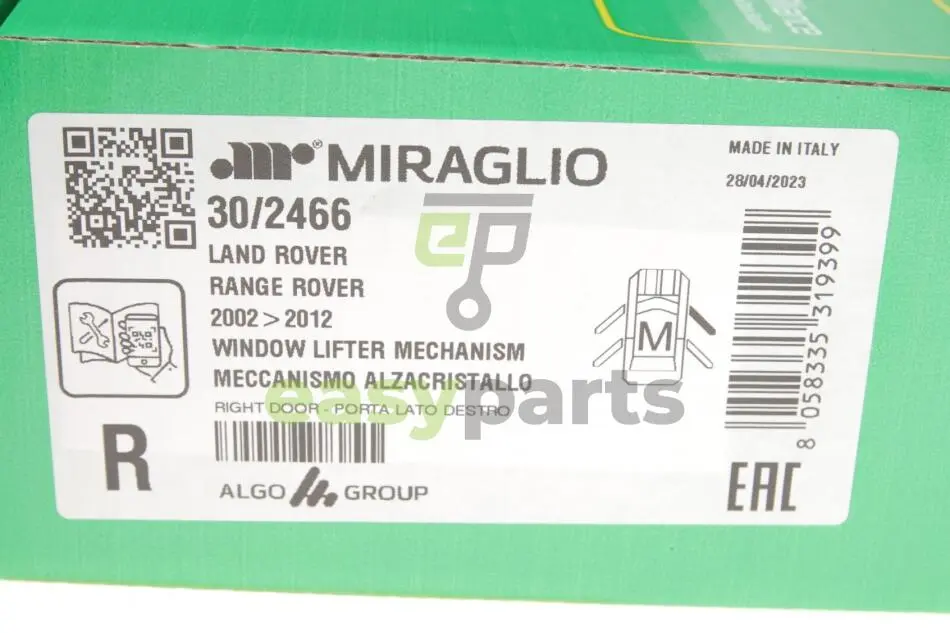 MIRAGLIO
30/2466
LAND ROVER
RANGE ROVER
2002 > 2012
WINDOW LIFTER MECHANISM
MECCANISMO ALZACRISTALLO
RIGHT DOOR - PORTA LATO DESTRO
R
ALGO GROUP
MADE IN ITALY
28/04/2023
M
8 058335 319399
EAC
ep
easyparts